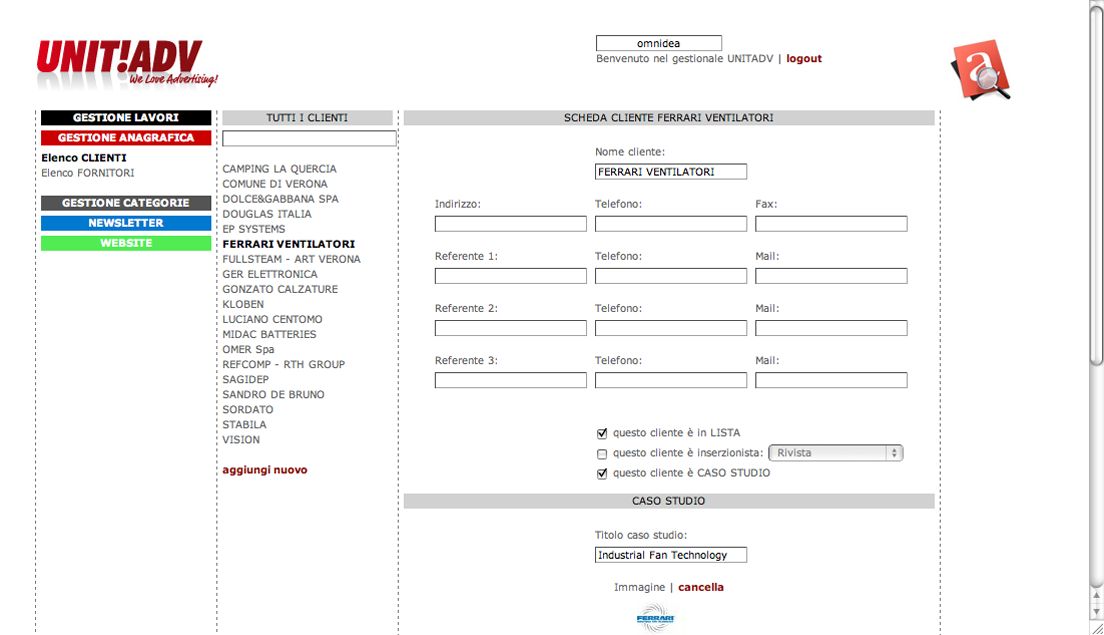 UNIT!ADV
We Love Advertising!
omnidea
Benvenuto nel gestionale UNITADV | logout
a
GESTIONE LAVORI
GESTIONE ANAGRAFICA
Elenco CLIENTI
Elenco FORNITORI
GESTIONE CATEGORIE
NEWSLETTER
WEBSITE
TUTTI I CLIENTI
CAMPING LA QUERCIA
COMUNE DI VERONA
DOLCE&GABBANA SPA
DOUGLAS ITALIA
EP SYSTEMS
FERRARI VENTILATORI
FULLSTEAM - ART VERONA
GER ELETTRONICA
GONZATO CALZATURE
KLOBEN
LUCIANO CENTOMO
MIDAC BATTERIES
OMER Spa
REFCOMP - RTH GROUP
SAGIDEP
SANDRO DE BRUNO
SORDATO
STABILA
VISION
aggiungi nuovo
SCHEDA CLIENTE FERRARI VENTILATORI
Nome cliente:
FERRARI VENTILATORI
Indirizzo: Telefono: Fax:
Referente 1: Telefono: Mail:
Referente 2: Telefono: Mail:
Referente 3: Telefono: Mail:
questo cliente è in LISTA
questo cliente è inserzionista: Rivista
questo cliente è CASO STUDIO
CASO STUDIO
Titolo caso studio:
Industrial Fan Technology
Immagine | cancella
FERRARI